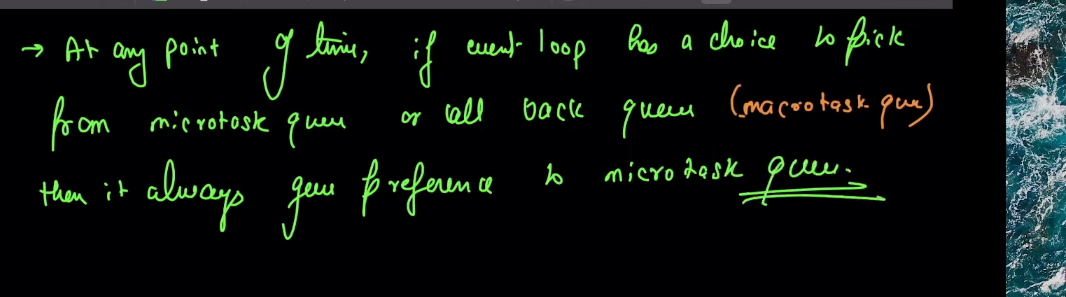 → At any point of time, if event loop has a choice to pick
from microtask queue or call back queue (macrotask que)
then it always gives preference to microtask queue.